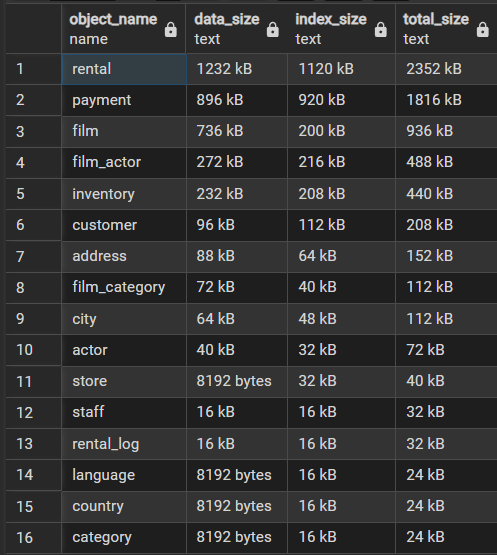 object_name data_size index_size total_size
name text text text
1 rental 1232 kB 1120 kB 2352 kB
2 payment 896 kB 920 kB 1816 kB
3 film 736 kB 200 kB 936 kB
4 film_actor 272 kB 216 kB 488 kB
5 inventory 232 kB 208 kB 440 kB
6 customer 96 kB 112 kB 208 kB
7 address 88 kB 64 kB 152 kB
8 film_category 72 kB 40 kB 112 kB
9 city 64 kB 48 kB 112 kB
10 actor 40 kB 32 kB 72 kB
11 store 8192 bytes 32 kB 40 kB
12 staff 16 kB 16 kB 32 kB
13 rental_log 16 kB 16 kB 32 kB
14 language 8192 bytes 16 kB 24 kB
15 country 8192 bytes 16 kB 24 kB
16 category 8192 bytes 16 kB 24 kB